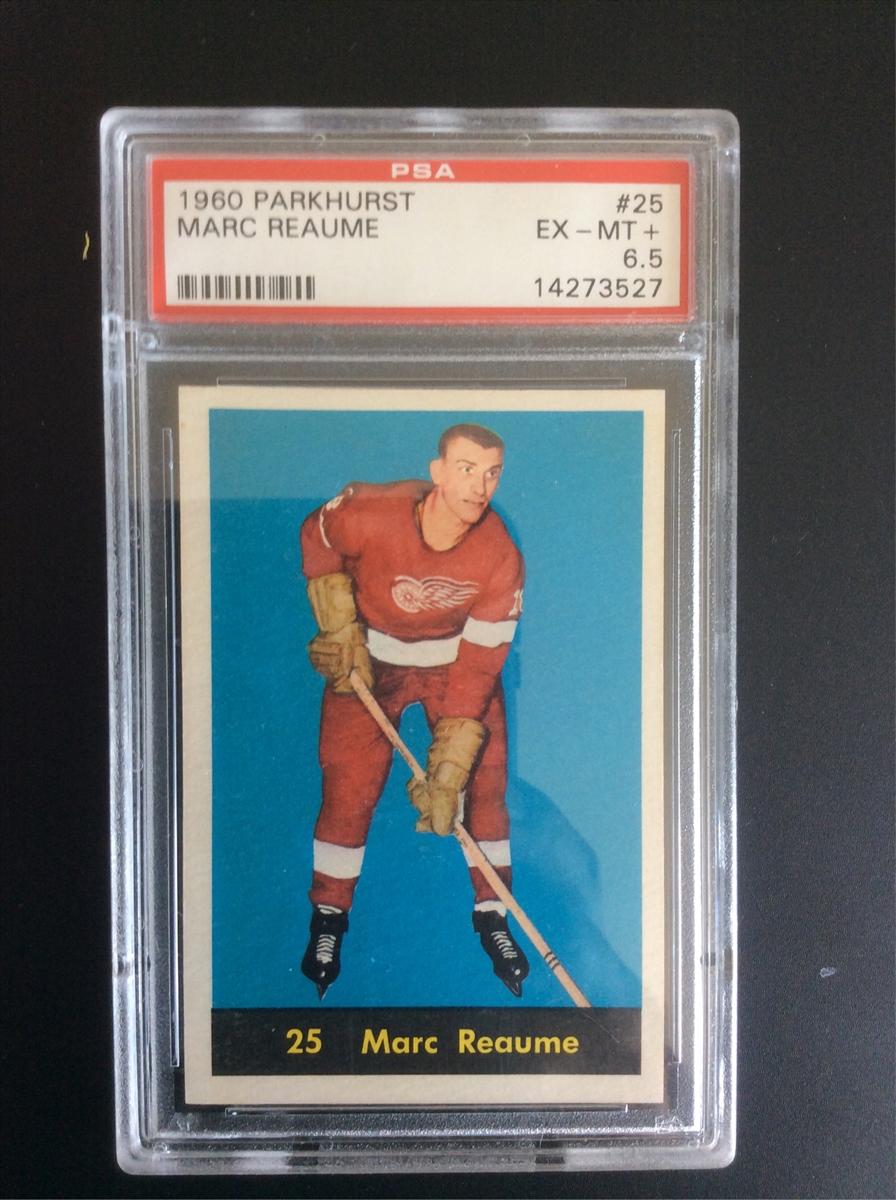 PSA
1960 PARKHURST #25
MARC REAUME EX-MT+
6.5
14273527
25 Marc Reaume